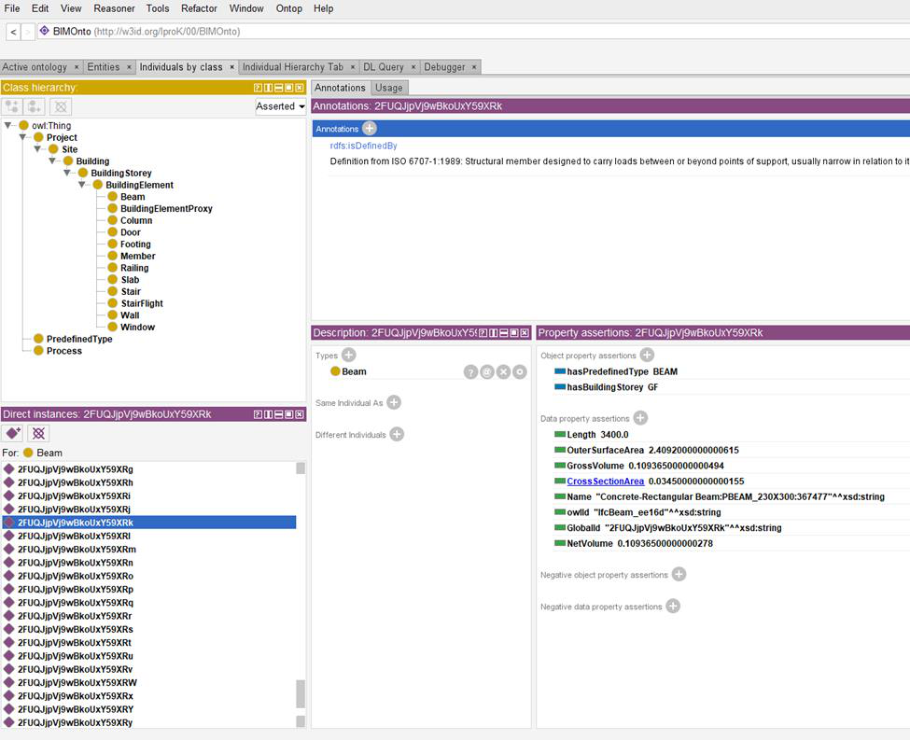 File Edit View Reasoner Tools Refactor Window Ontop Help
< > BIMOnto (http://w3id.org/IproK/00/BIMOnto)
Active ontology × Entities × Individuals by class × Individual Hierarchy Tab × DL Query × Debugger ×
Class hierarchy:
Asserted
owl:Thing
Project
Site
Building
BuildingStorey
BuildingElement
Beam
BuildingElementProxy
Column
Door
Footing
Member
Railing
Slab
Stair
StairFlight
Wall
Window
PredefinedType
Process
Direct instances: 2FUQJjpVj9wBkoUxY59XRk
For: Beam
2FUQJjpVj9wBkoUxY59XRg
2FUQJjpVj9wBkoUxY59XRh
2FUQJjpVj9wBkoUxY59XRi
2FUQJjpVj9wBkoUxY59XRj
2FUQJjpVj9wBkoUxY59XRk
2FUQJjpVj9wBkoUxY59XRl
2FUQJjpVj9wBkoUxY59XRm
2FUQJjpVj9wBkoUxY59XRn
2FUQJjpVj9wBkoUxY59XRo
2FUQJjpVj9wBkoUxY59XRp
2FUQJjpVj9wBkoUxY59XRq
2FUQJjpVj9wBkoUxY59XRr
2FUQJjpVj9wBkoUxY59XRs
2FUQJjpVj9wBkoUxY59XRt
2FUQJjpVj9wBkoUxY59XRu
2FUQJjpVj9wBkoUxY59XRv
2FUQJjpVj9wBkoUxY59XRW
2FUQJjpVj9wBkoUxY59XRx
2FUQJjpVj9wBkoUxY59XRY
2FUQJjpVj9wBkoUxY59XRy
Annotations Usage
Annotations: 2FUQJjpVj9wBkoUxY59XRk
Annotations
rdfs:isDefinedBy
Definition from ISO 6707-1:1989: Structural member designed to carry loads between or beyond points of support, usually narrow in relation to it
Description: 2FUQJjpVj9wBkoUxY5
Types
Beam
Same Individual As
Different Individuals
Property assertions: 2FUQJjpVj9wBkoUxY59XRk
Object property assertions
hasPredefinedType BEAM
hasBuildingStorey GF
Data property assertions
Length 3400.0
OuterSurfaceArea 2.4092000000000615
GrossVolume 0.10936500000000494
CrossSectionArea 0.03450000000000155
Name "Concrete-Rectangular Beam:PBEAM_230X300:367477"^^xsd:string
owlId "IfcBeam_ee16d"^^xsd:string
GlobalId "2FUQJjpVj9wBkoUxY59XRk"^^xsd:string
NetVolume 0.10936500000000278
Negative object property assertions
Negative data property assertions